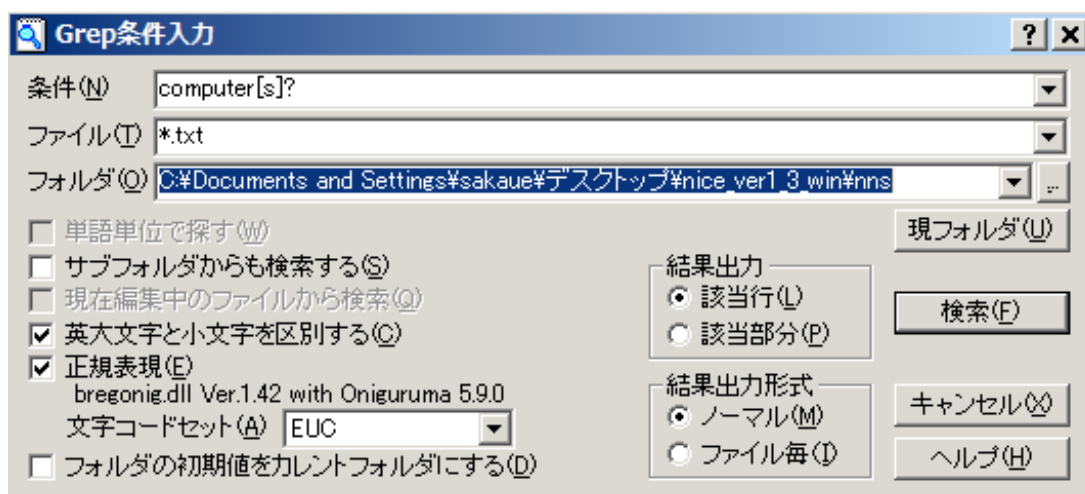 Grep条件入力
条件(N) computer[s]?
ファイル(T) *.txt
フォルダ(O) C:¥Documents and Settings¥sakaue¥デスクトップ¥nice_ver1_3_win¥nns ...
単語単位で探す(W) 現フォルダ(U)
サブフォルダからも検索する(S) 結果出力
現在編集中のファイルから検索(Q) 該当行(L) 検索(F)
英大文字と小文字を区別する(C) 該当部分(P)
正規表現(E)
bregonig.dll Ver.1.42 with Oniguruma 5.9.0 結果出力形式
文字コードセット(A) EUC ノーマル(M) キャンセル(X)
フォルダの初期値をカレントフォルダにする(D) ファイル毎(I) ヘルプ(H)